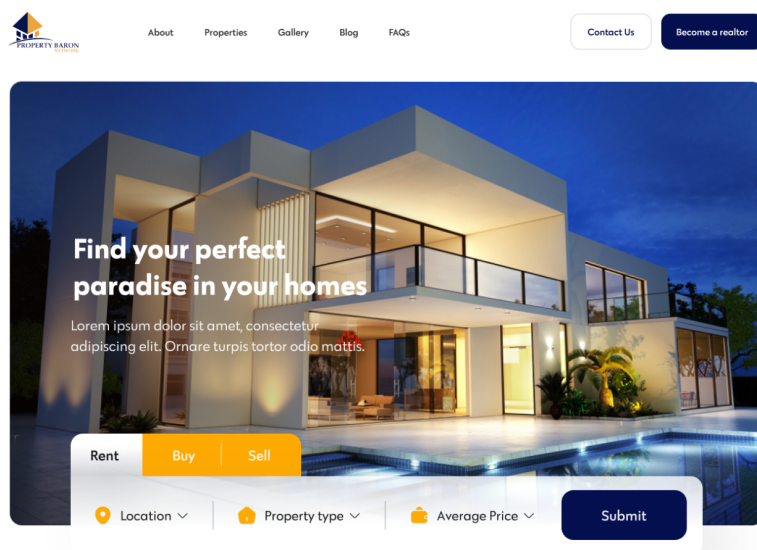 PROPERTY BARON
NETWORK
About
Properties
Gallery
Blog
FAQs
Contact Us
Become a realtor
Find your perfect
paradise in your homes
Lorem ipsum dolor sit amet, consectetur
adipiscing elit. Ornare turpis tortor odio mattis.
Rent
Buy
Sell
Location
Property type
Average Price
Submit